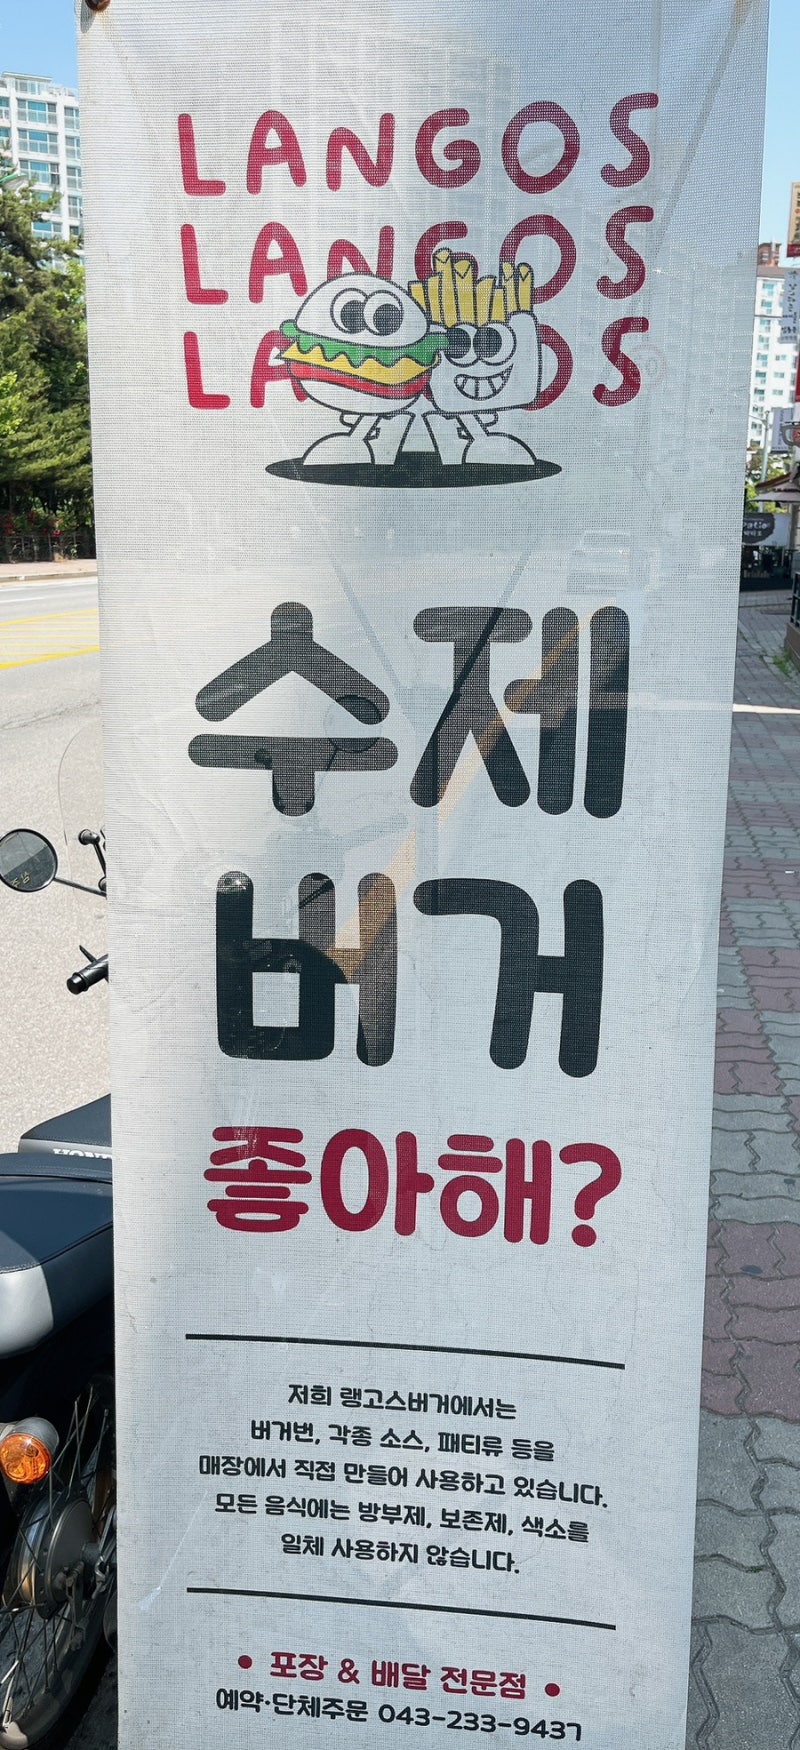 LANGOS
LANGOS
LANGOS
수제
버거
좋아해?
저희 랭고스버거에서는
버거번, 각종 소스, 패티류 등을
매장에서 직접 만들어 사용하고 있습니다.
모든 음식에는 방부제, 보존제, 색소를
일체 사용하지 않습니다.
• 포장 & 배달 전문점 •
예약·단체주문 043-233-9437